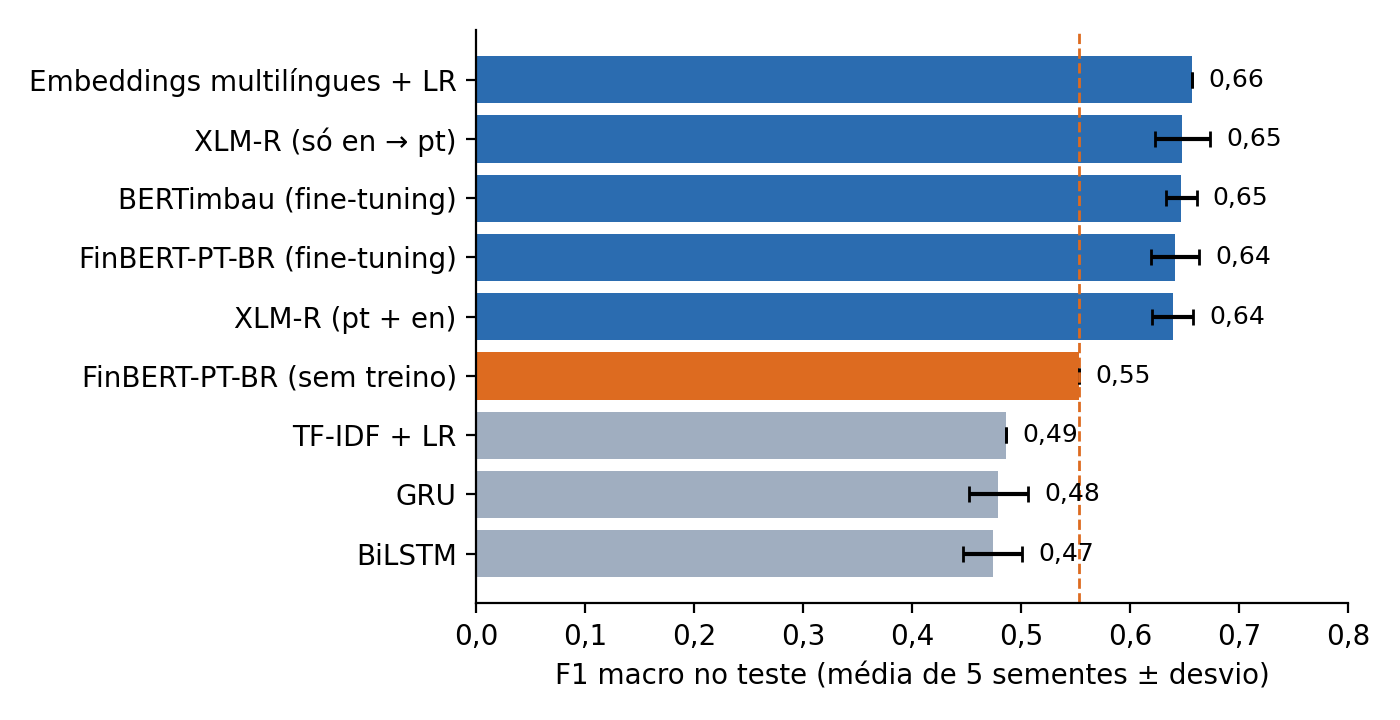 Embeddings multilíngues + LR 0,66
XLM-R (só en → pt) 0,65
BERTimbau (fine-tuning) 0,65
FinBERT-PT-BR (fine-tuning) 0,64
XLM-R (pt + en) 0,64
FinBERT-PT-BR (sem treino) 0,55
TF-IDF + LR 0,49
GRU 0,48
BiLSTM 0,47
0,0 0,1 0,2 0,3 0,4 0,5 0,6 0,7 0,8
F1 macro no teste (média de 5 sementes ± desvio)